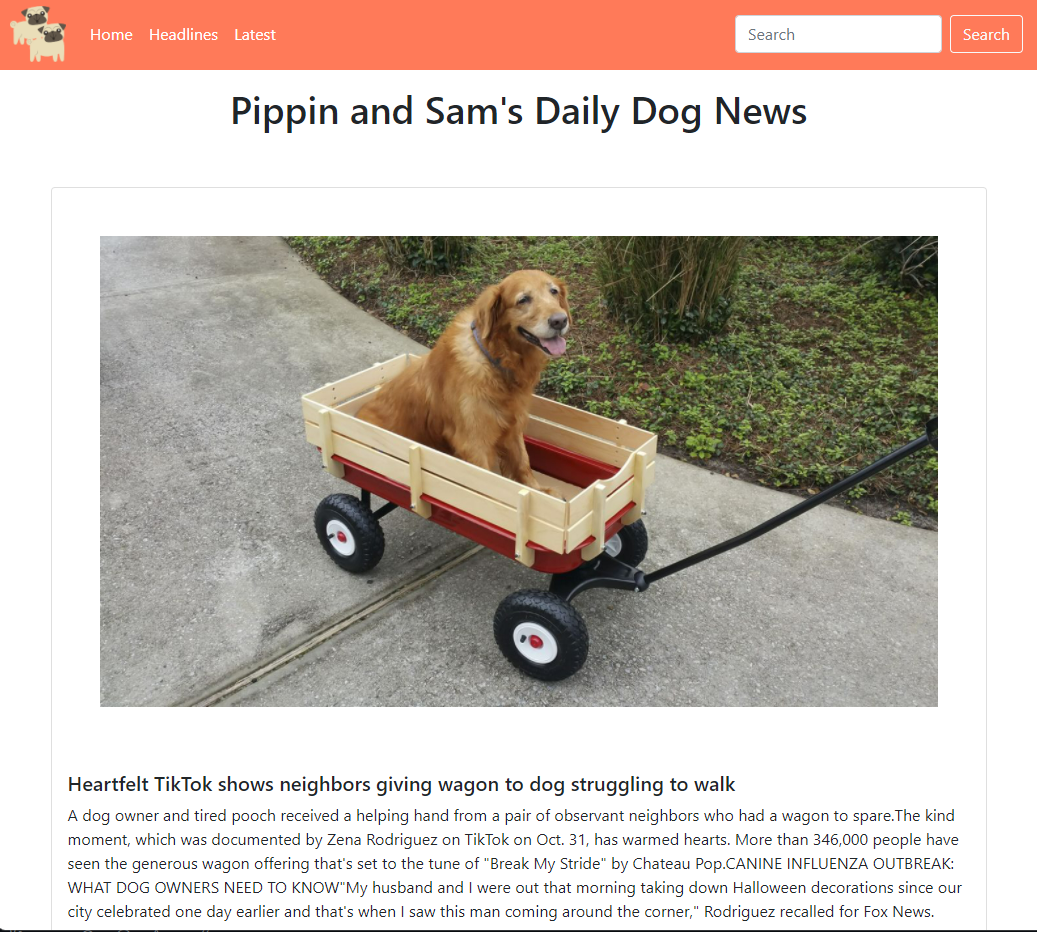 Home Headlines Latest Search Search
Pippin and Sam's Daily Dog News
Heartfelt TikTok shows neighbors giving wagon to dog struggling to walk
A dog owner and tired pooch received a helping hand from a pair of observant neighbors who had a wagon to spare.The kind
moment, which was documented by Zena Rodriguez on TikTok on Oct. 31, has warmed hearts. More than 346,000 people have
seen the generous wagon offering that's set to the tune of "Break My Stride" by Chateau Pop.CANINE INFLUENZA OUTBREAK:
WHAT DOG OWNERS NEED TO KNOW"My husband and I were out that morning taking down Halloween decorations since our
city celebrated one day earlier and that's when I saw this man coming around the corner," Rodriguez recalled for Fox News.